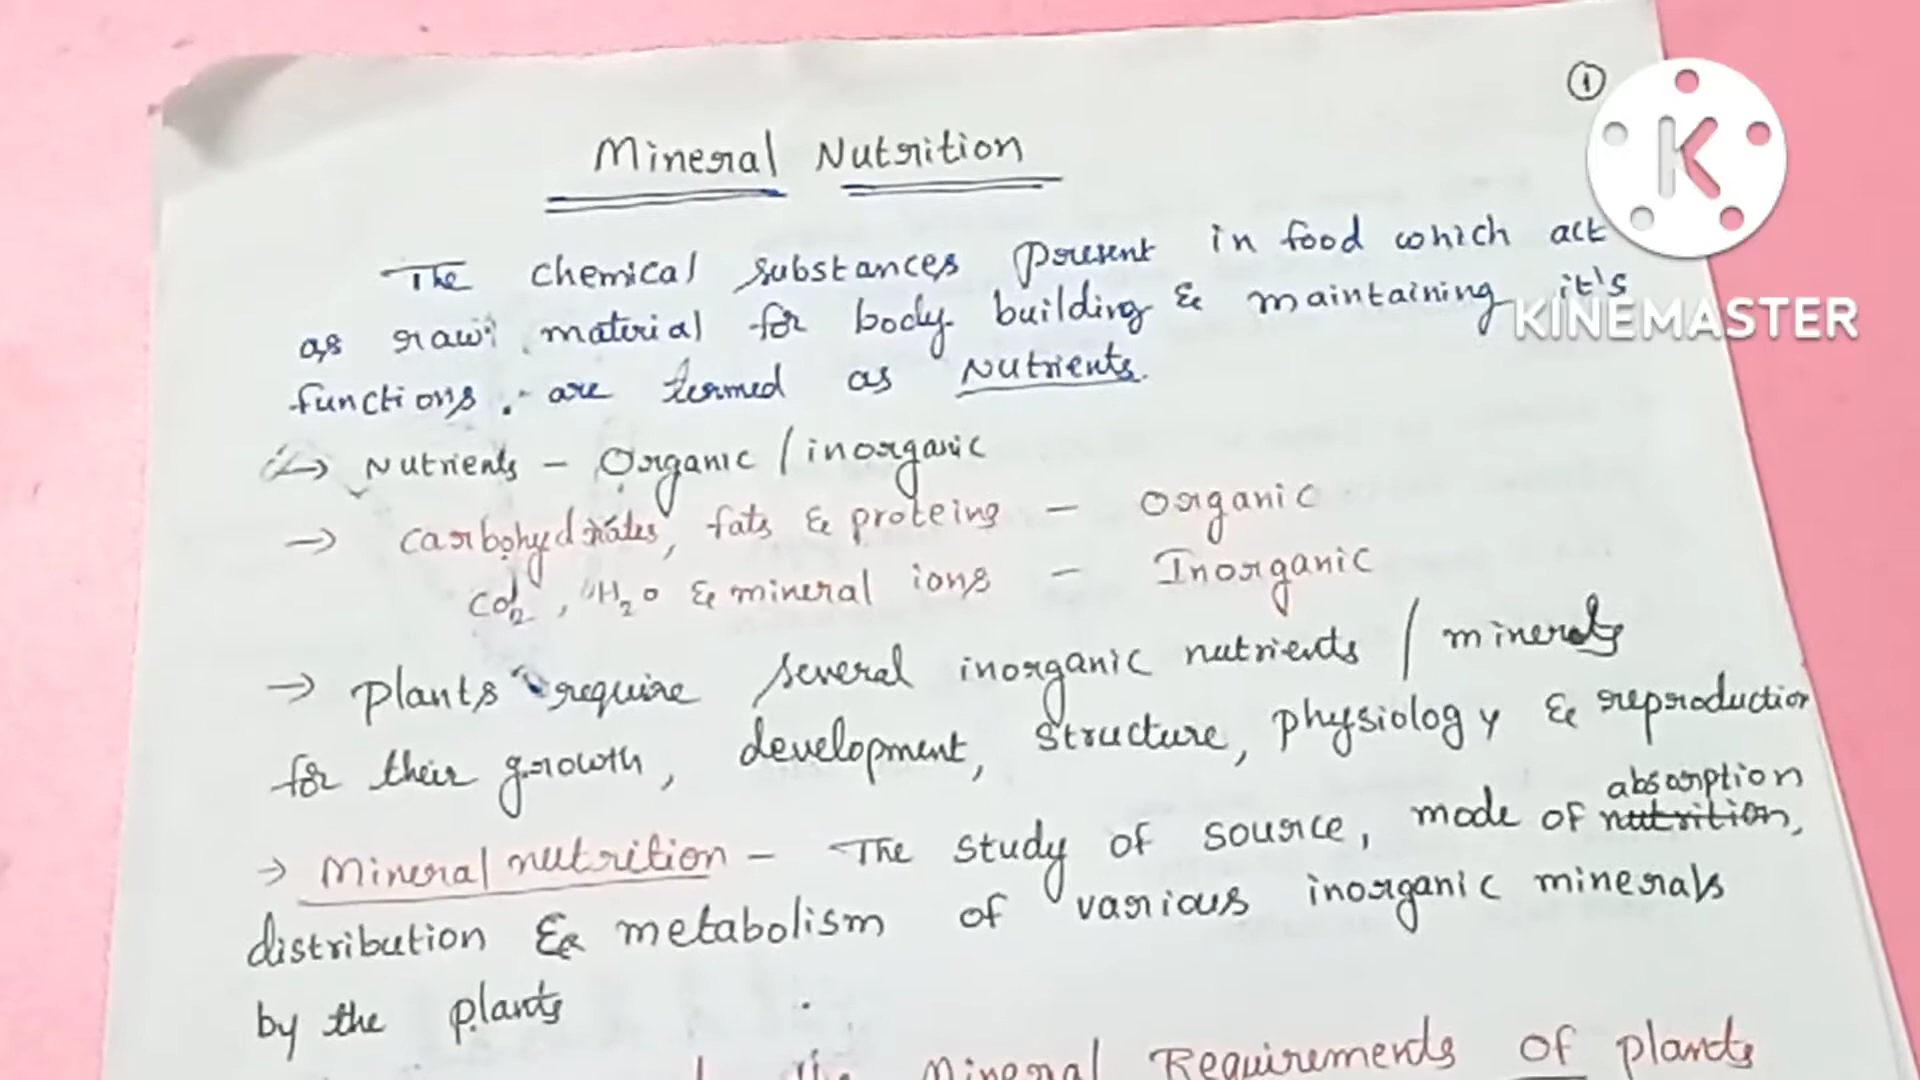 1
Mineral Nutrition
The chemical substances present in food which act
as raw material for body building & maintaining it's
functions, are termed as Nutrients.
→ Nutrients - Organic / inorganic
→ carbohydrates, fats & proteins - Organic
CO2, H2O & mineral ions - Inorganic
→ plants require several inorganic nutrients / minerals
for their growth, development, structure, physiology & reproduction
absorption
→ Mineral nutrition - The study of source, mode of nutrition,
distribution & metabolism of various inorganic minerals
by the plants
Mineral Requirements of plants
K
KINEMASTER